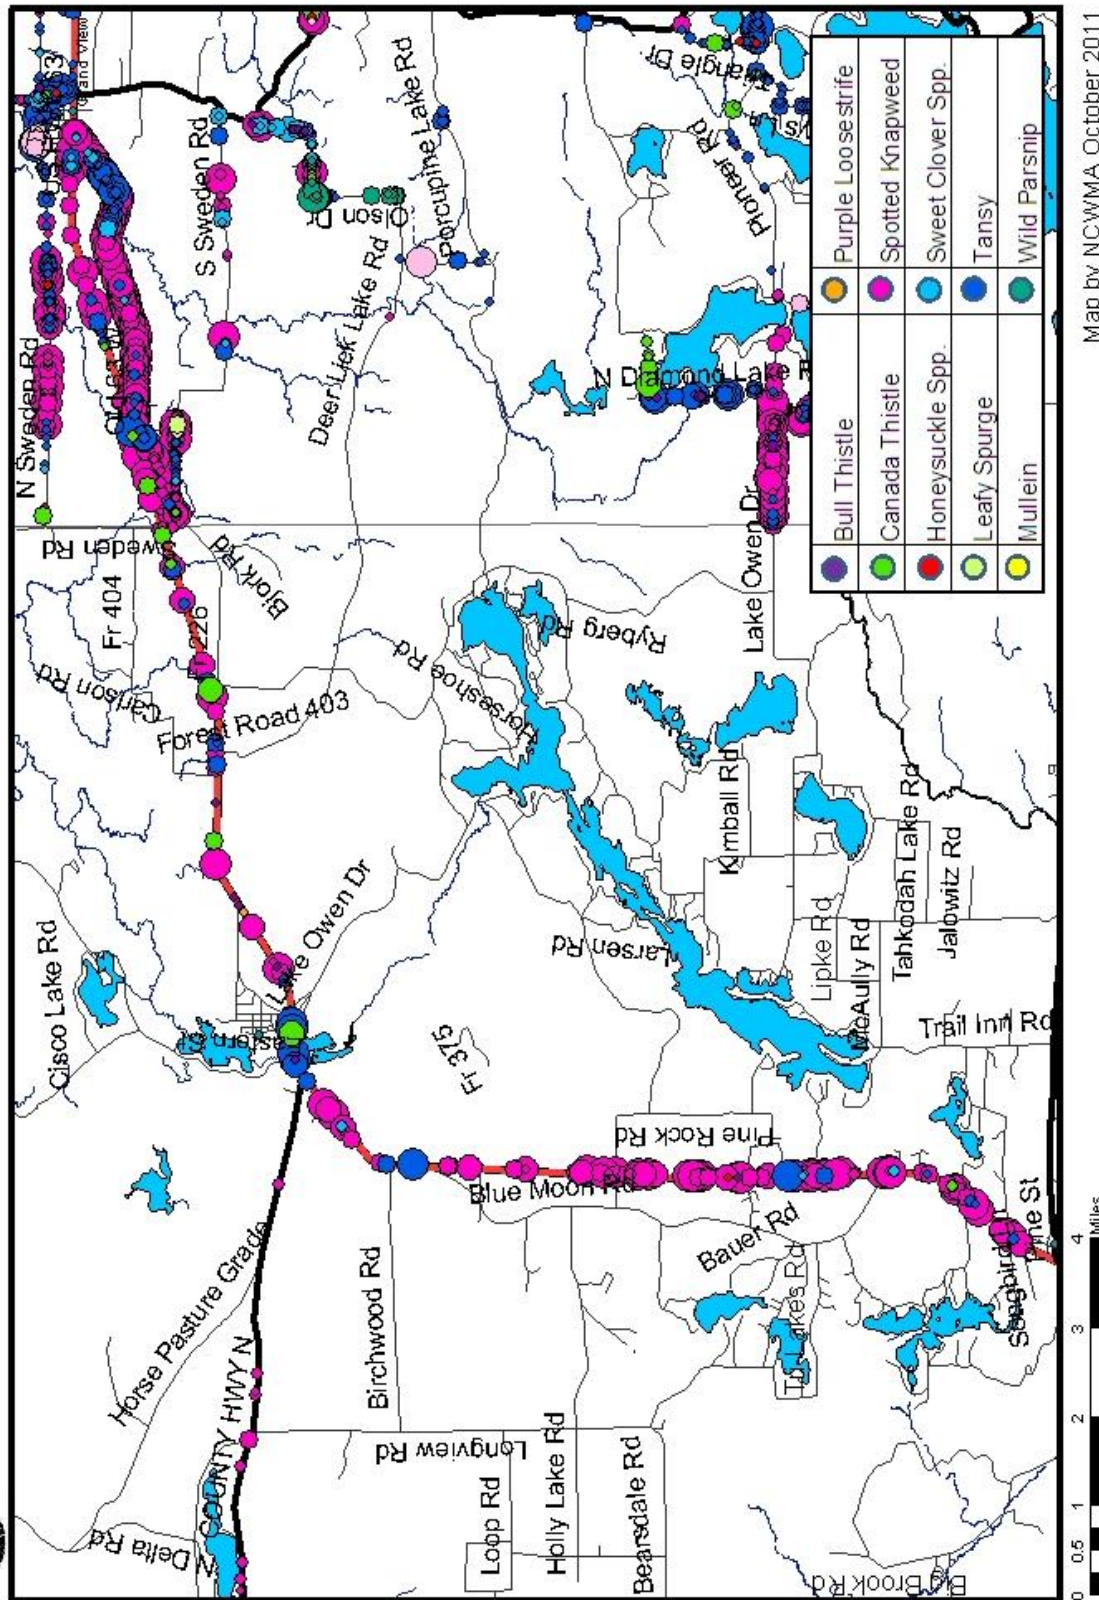 N Sweden Rd
S Sweden Rd
Olson Dr
Porcupine Lake Rd
Deer Lick Lake Rd
Pioneer Rd
N Diamond Lake R
Lake Owen Dr
Sweden Rd
Bjork Rd
Fr 404
Carlson Rd
Forest Road 403
Horseshoe Rd
Ryberg Rd
Kimball Rd
Lake Owen Dr
Cisco Lake Rd
Larsen Rd
Lipke Rd
McAully Rd
Tahkodah Lake Rd
Jalowitz Rd
Trail Inn Rd
Fr 375
Pine Rock Rd
Blue Moon Rd
Bauer Rd
Horse Pasture Grade
COUNTY HWY N
Birchwood Rd
Longview Rd
N Delta Rd
Loop Rd
Holly Lake Rd
Beardsdale Rd
Big Brook Rd
Pine St
Bull Thistle
Purple Loosestrife
Canada Thistle
Spotted Knapweed
Honeysuckle Spp.
Sweet Clover Spp.
Leafy Spurge
Tansy
Mullein
Wild Parsnip
0 0.5 1 2 3 4
Miles
Map by NCWMA October 2011